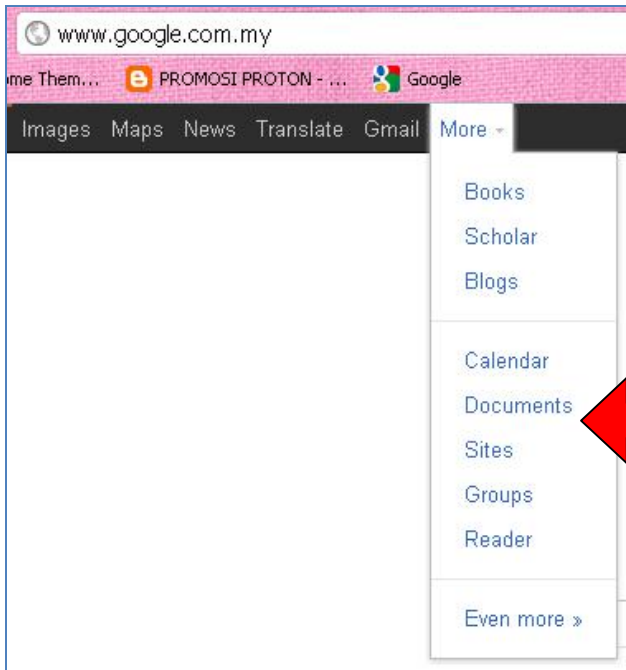 www.google.com.my
me Them... PROMOSI PROTON - ... Google
Images Maps News Translate Gmail More
Books
Scholar
Blogs
Calendar
Documents
Sites
Groups
Reader
Even more »